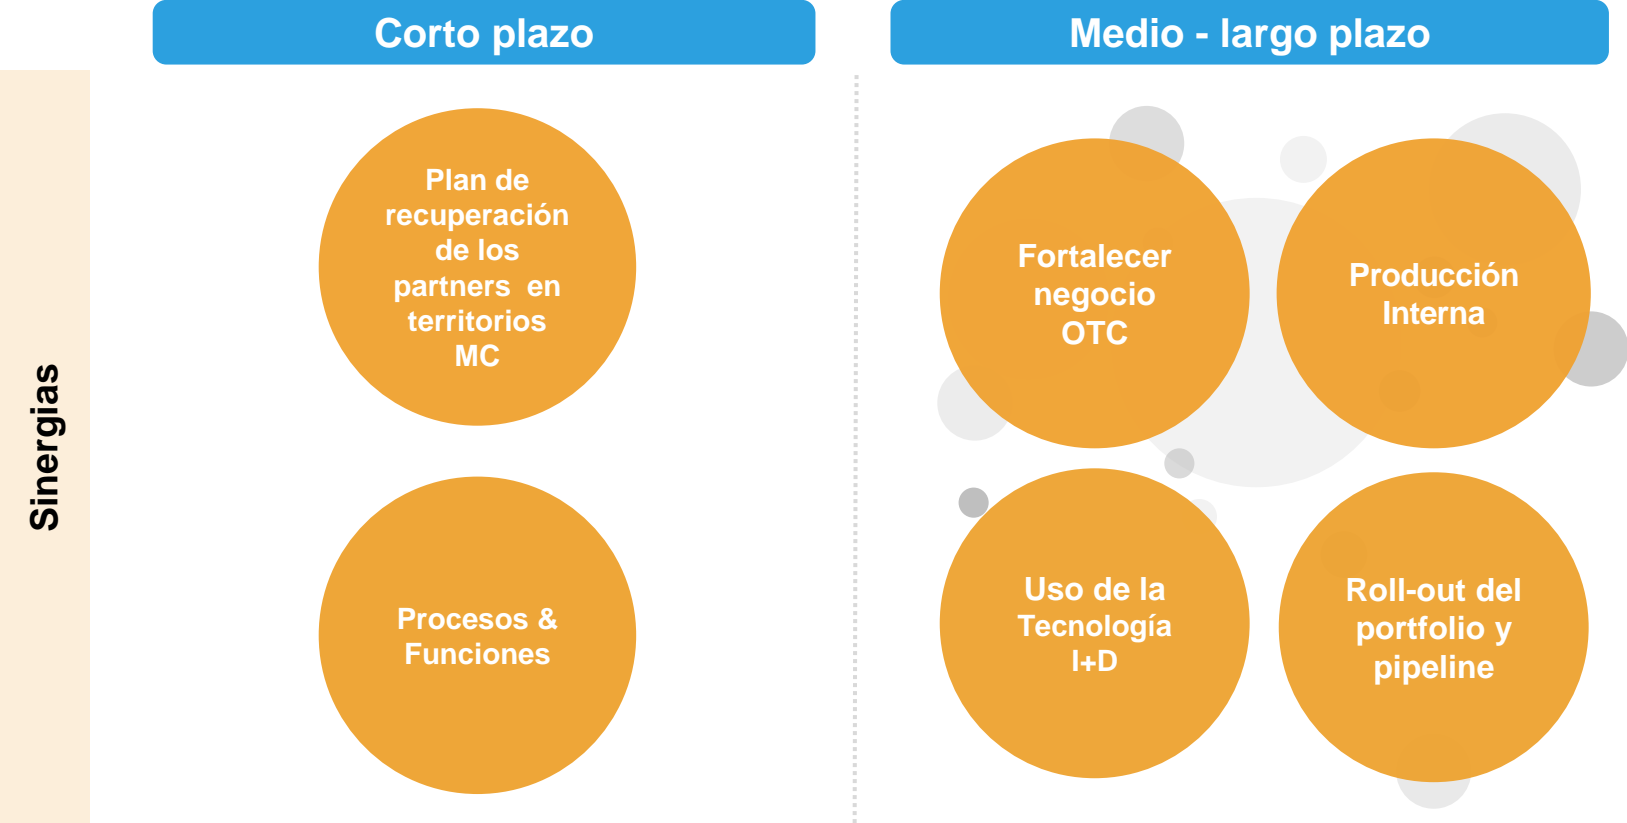 Corto plazo
Medio - largo plazo
Sinergias
Plan de
recuperación
de los
partners en
territorios
MC
Procesos &
Funciones
Fortalecer
negocio
OTC
Producción
Interna
Uso de la
Tecnología
I+D
Roll-out del
portfolio y
pipeline